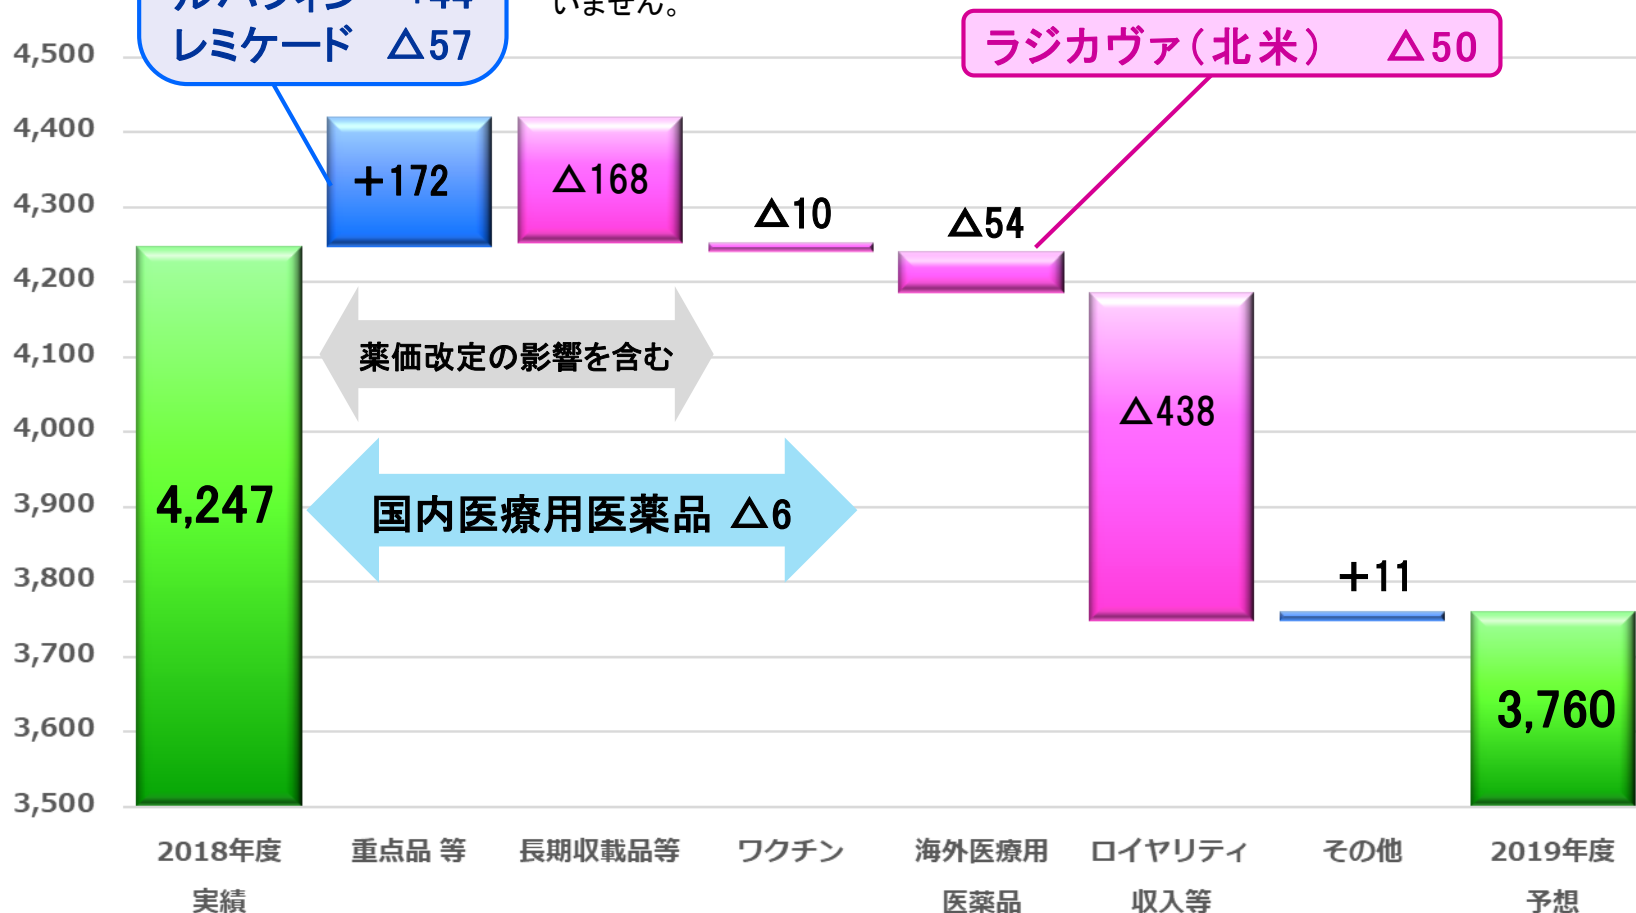 ルパフィン +44
レミケード △57
いません。
ラジカヴァ(北米) △50
4,500
4,400
4,300
4,200
4,100
4,000
3,900
3,800
3,700
3,600
3,500
+172
△168
△10
△54
△438
+11
4,247
3,760
薬価改定の影響を含む
国内医療用医薬品 △6
2018年度
実績
重点品 等
長期収載品等
ワクチン
海外医療用
医薬品
ロイヤリティ
収入等
その他
2019年度
予想